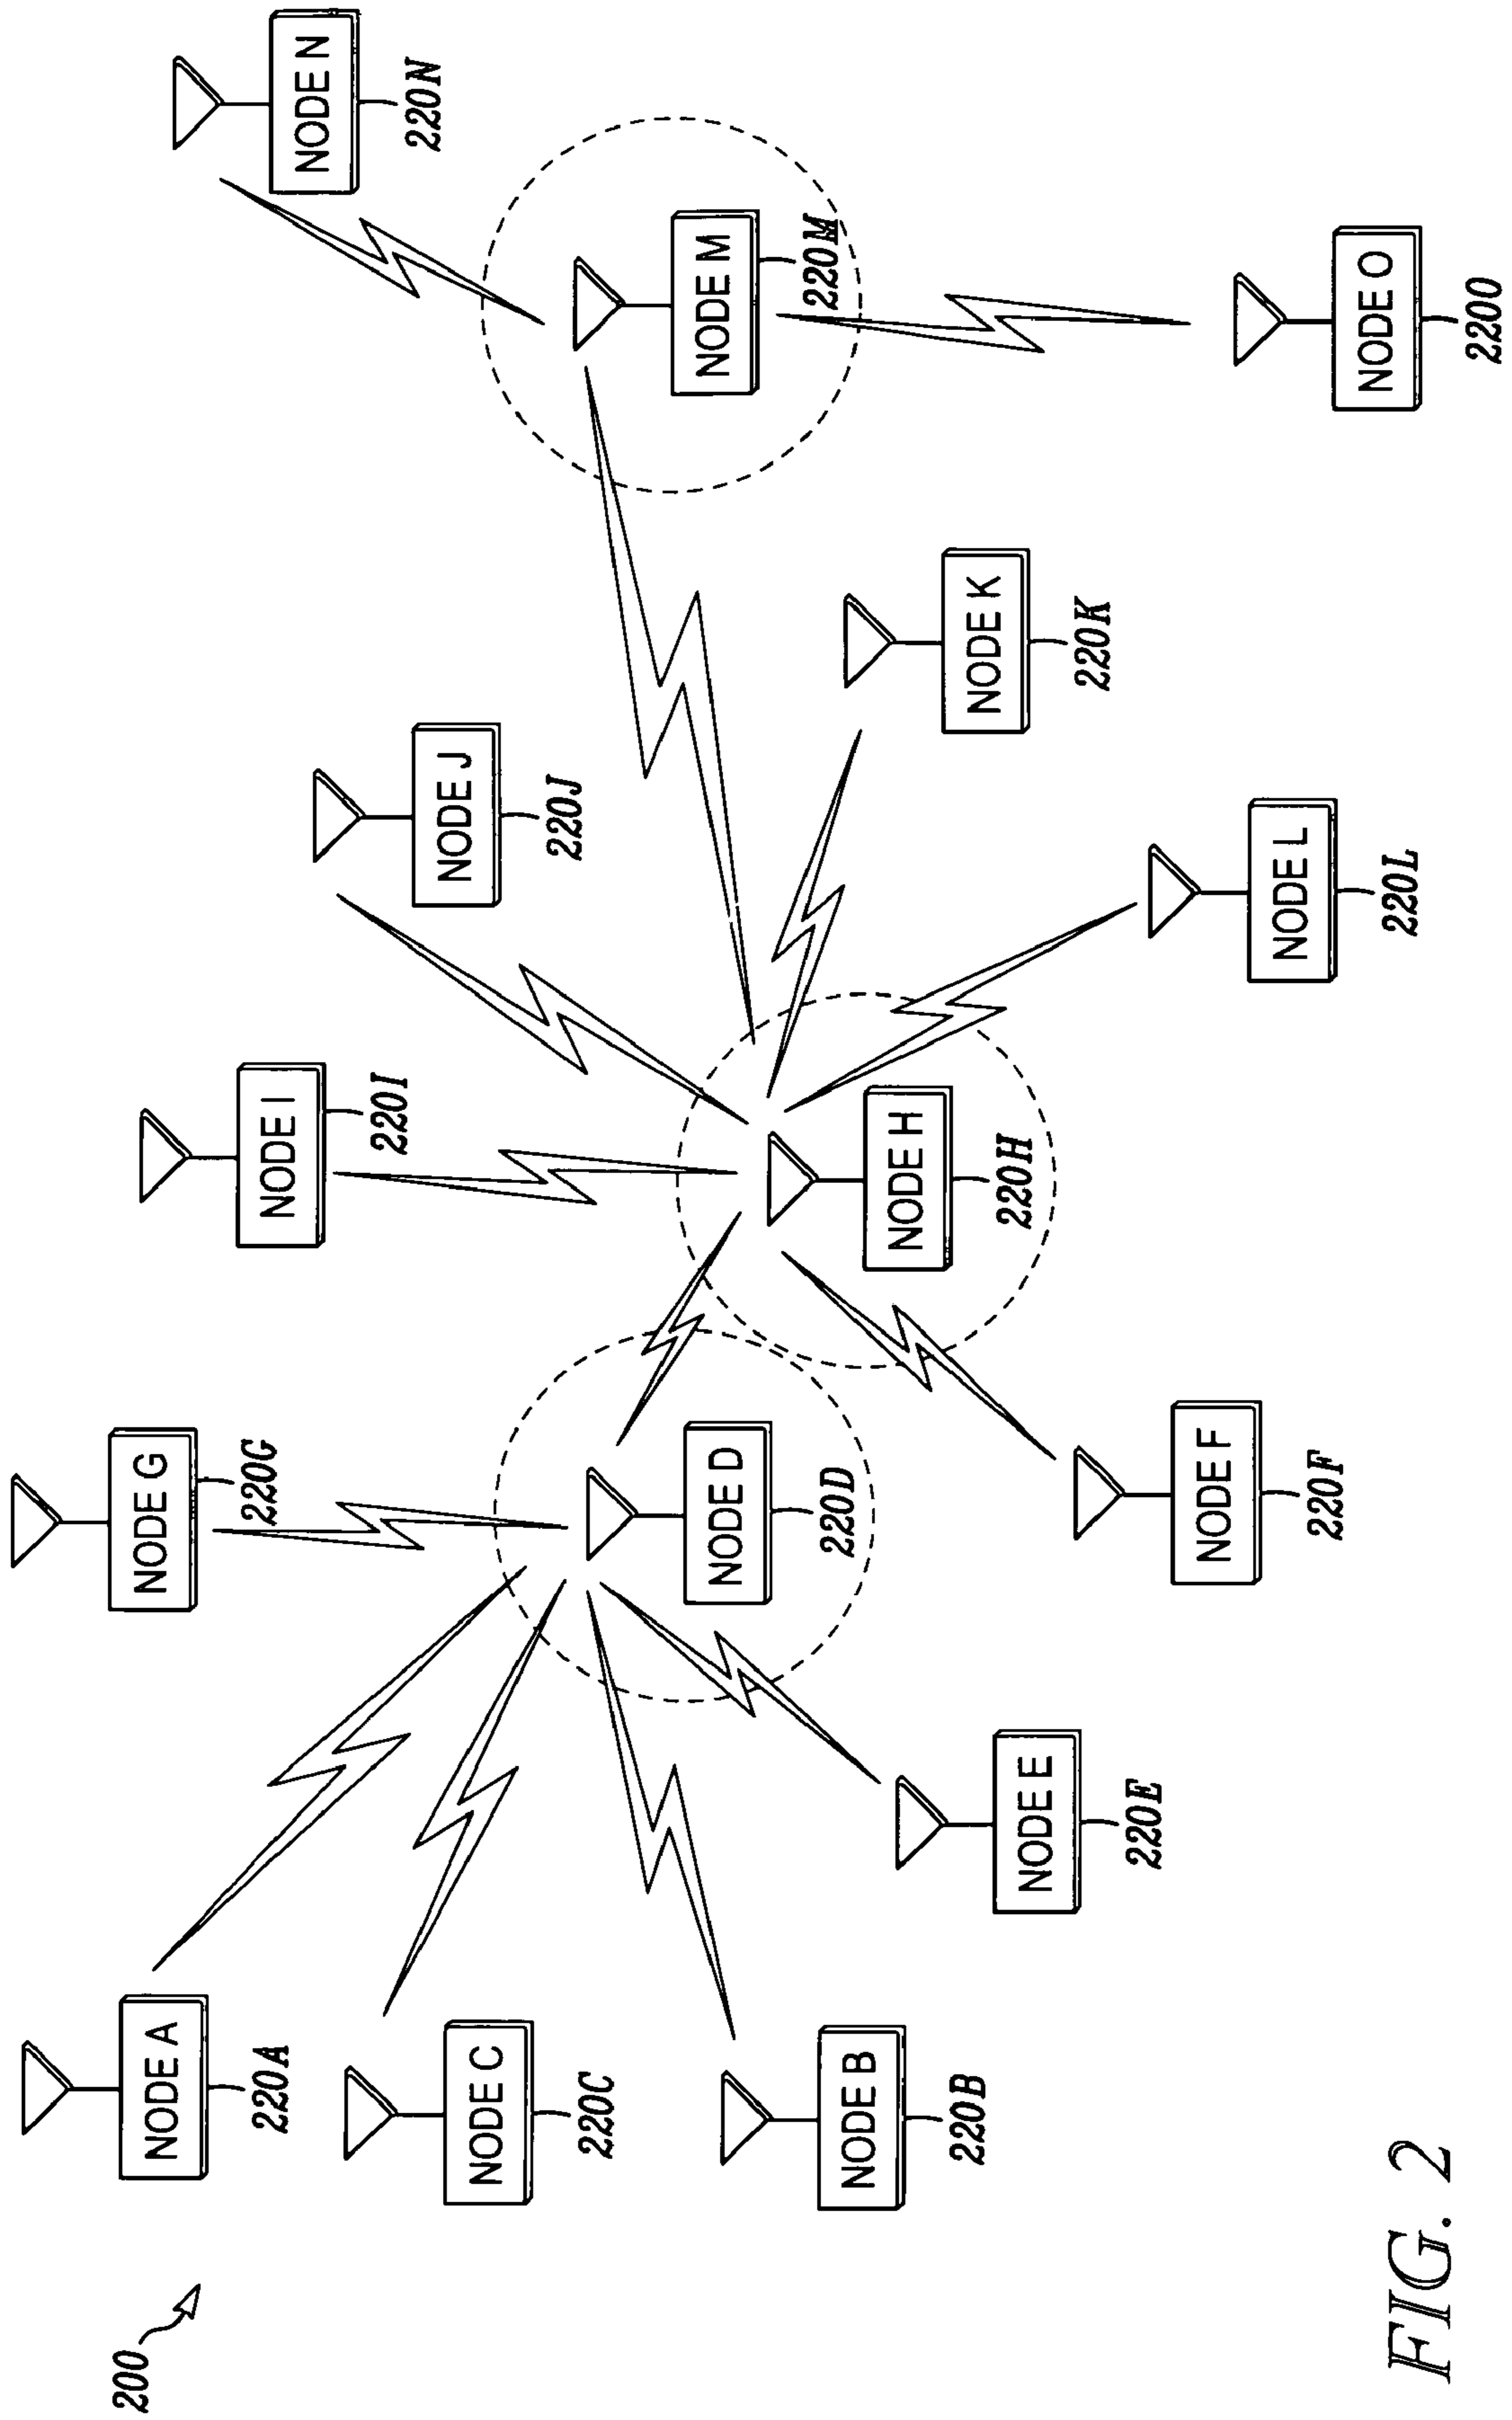 200
NODE A
220A
NODE C
220C
NODE B
220B
NODE G
220G
NODE D
220D
NODE E
220E
NODE F
220F
NODE I
220I
NODE H
220H
NODE J
220J
NODE L
220L
NODE K
220K
NODE M
220M
NODE N
220N
NODE O
220O
FIG. 2